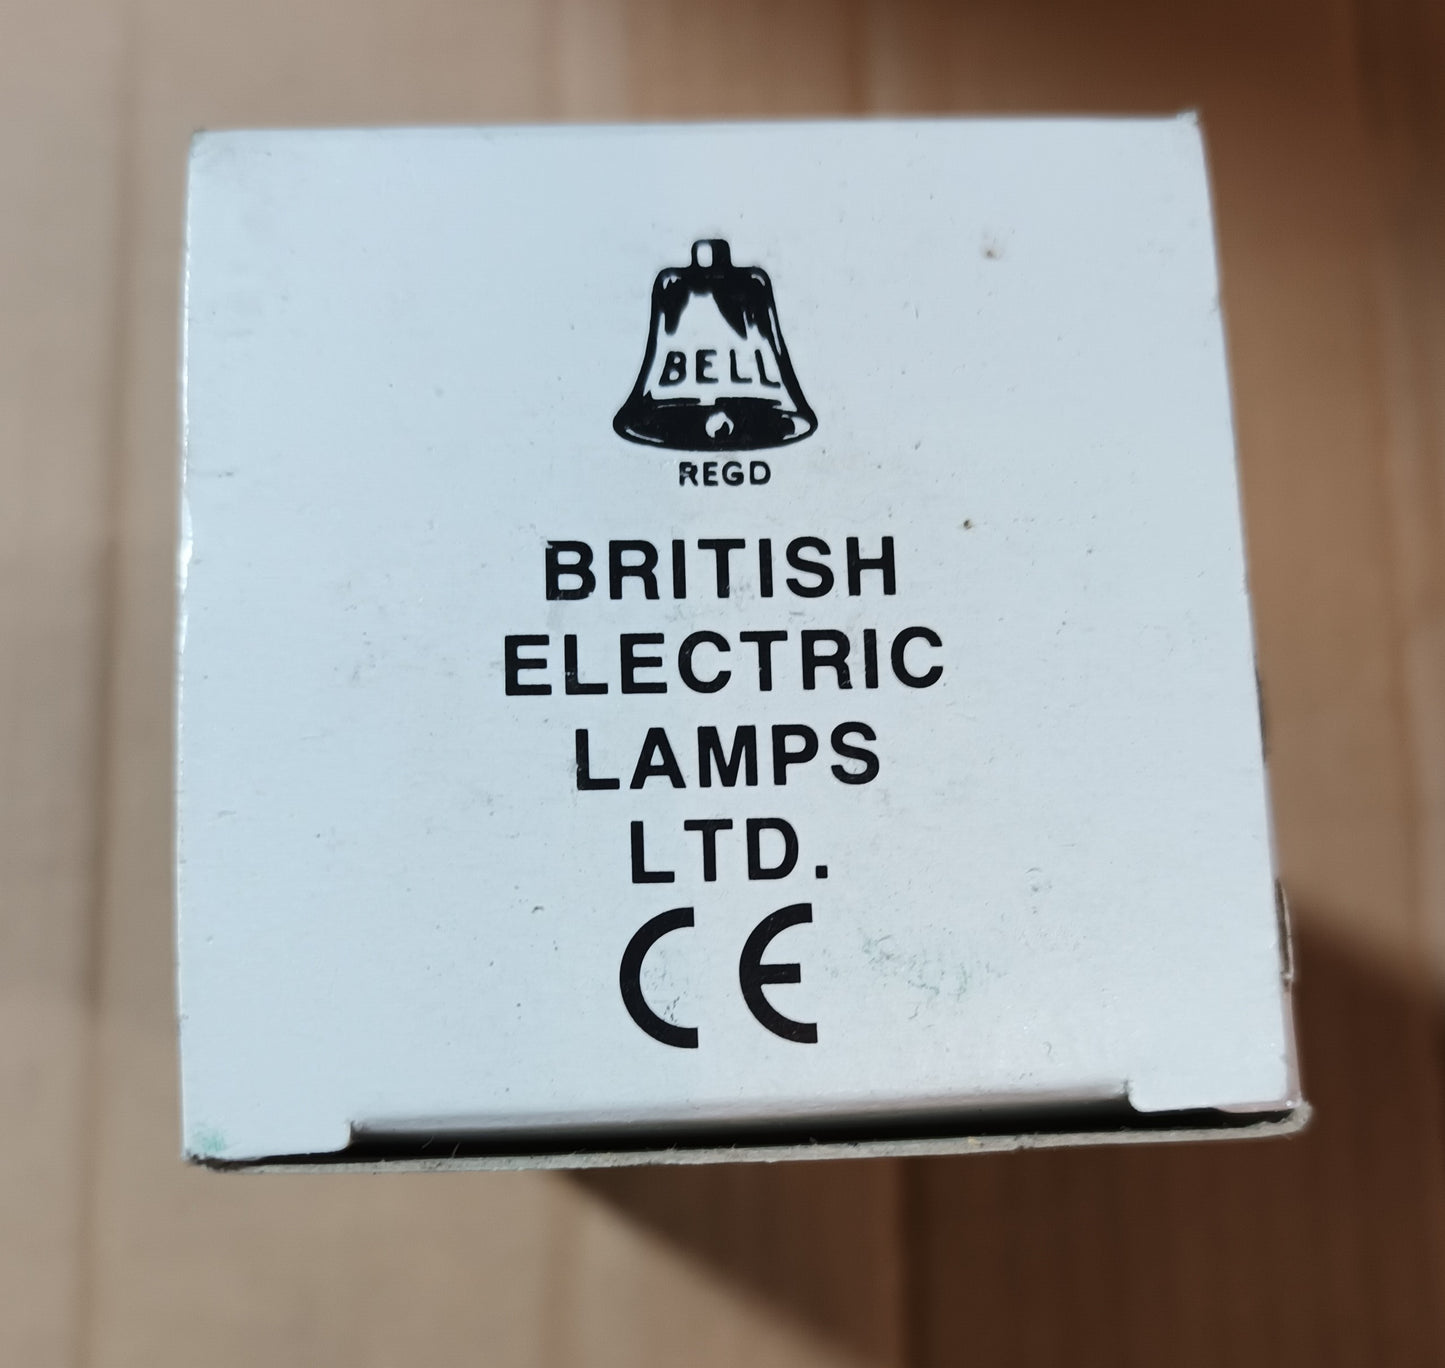 BELL
REGD
BRITISH
ELECTRIC
LAMPS
LTD.
CE